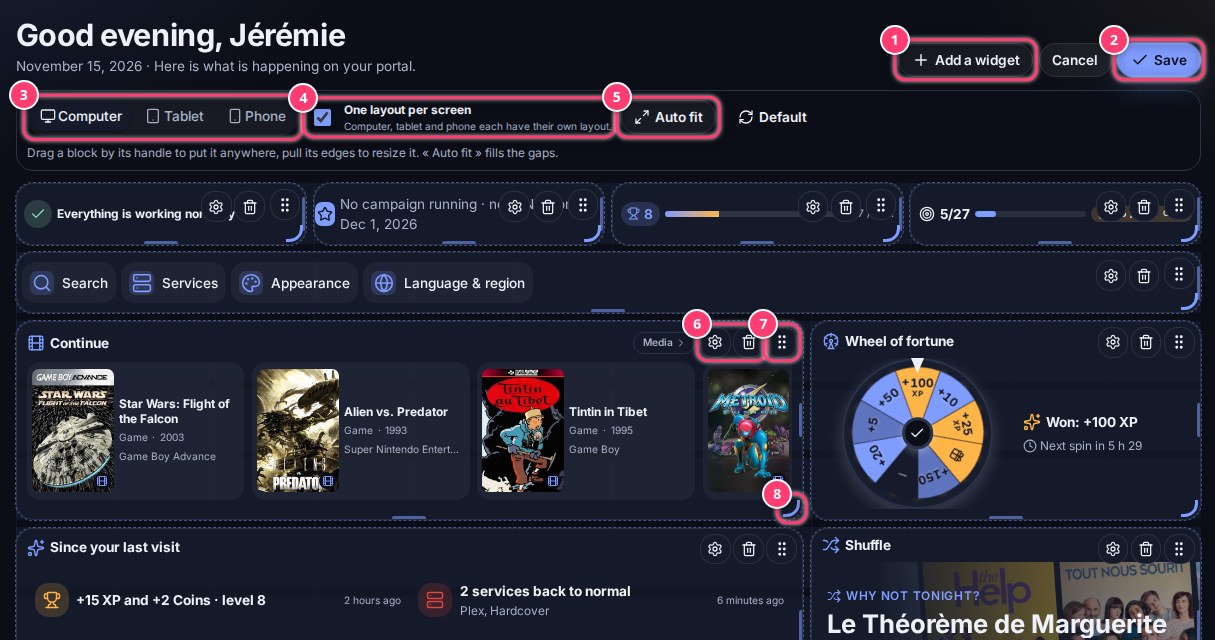 Good evening, Jérémie
November 15, 2026 · Here is what is happening on your portal.
1
Add a widget
Cancel
2
Save
3
Computer
Tablet
Phone
4
One layout per screen
Computer, tablet and phone each have their own layout.
5
Auto fit
Default
Drag a block by its handle to put it anywhere, pull its edges to resize it. « Auto fit » fills the gaps.
Everything is working
No campaign running ·
Dec 1, 2026
8
5/27
Search
Services
Appearance
Language & region
Continue
Media
6
7
GAME BOY ADVANCE
STAR WARS
FLIGHT OF THE FALCON
Star Wars: Flight of
the Falcon
Game · 2003
Game Boy Advance
ALIENS
PREDATO
Alien vs. Predator
Game · 1993
Super Nintendo Entert...
Tintin
au Tibet
Tintin in Tibet
Game · 1995
Game Boy
METROID
8
Wheel of fortune
+100
XP
+10
+25
XP
+150
+20
+5
+50
Won: +100 XP
Next spin in 5 h 29
Since your last visit
+15 XP and +2 Coins · level 8
2 hours ago
2 services back to normal
Plex, Hardcover
6 minutes ago
Shuffle
the
Help
TOUT NOUS SOURIT
WHY NOT TONIGHT?
Le Théorème de Marguerite